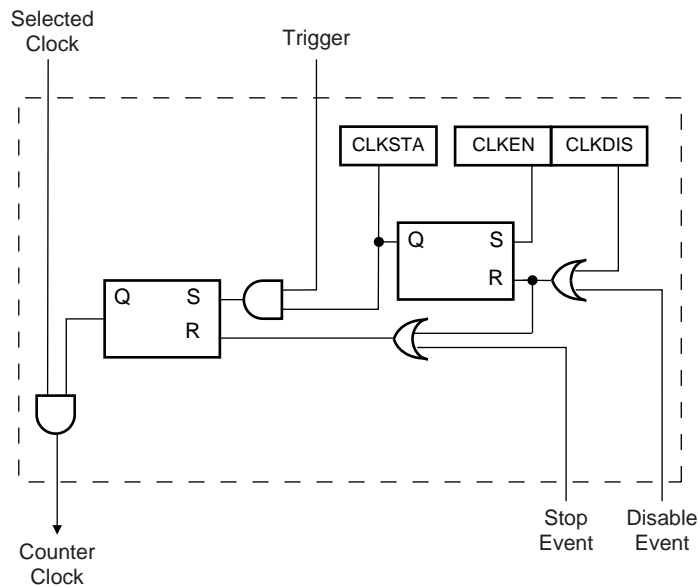 Selected
Clock
Trigger
CLKSTA
CLKEN
CLKDIS
Q
S
R
Q
S
R
Stop
Event
Disable
Event
Counter
Clock